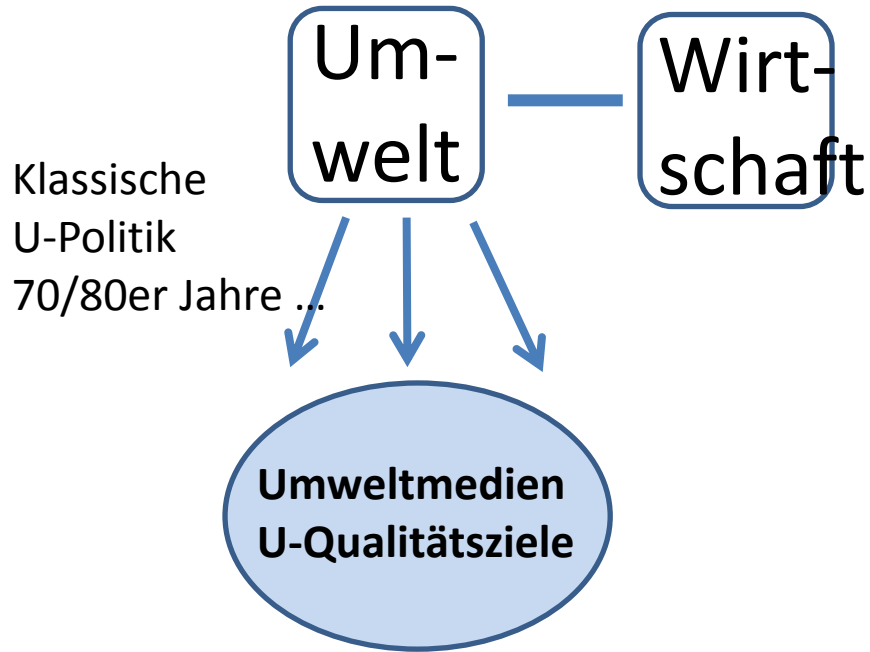 Um-
welt
Wirt-
schaft
Klassische
U-Politik
70/80er Jahre ...
Umweltmedien
U-Qualitätsziele